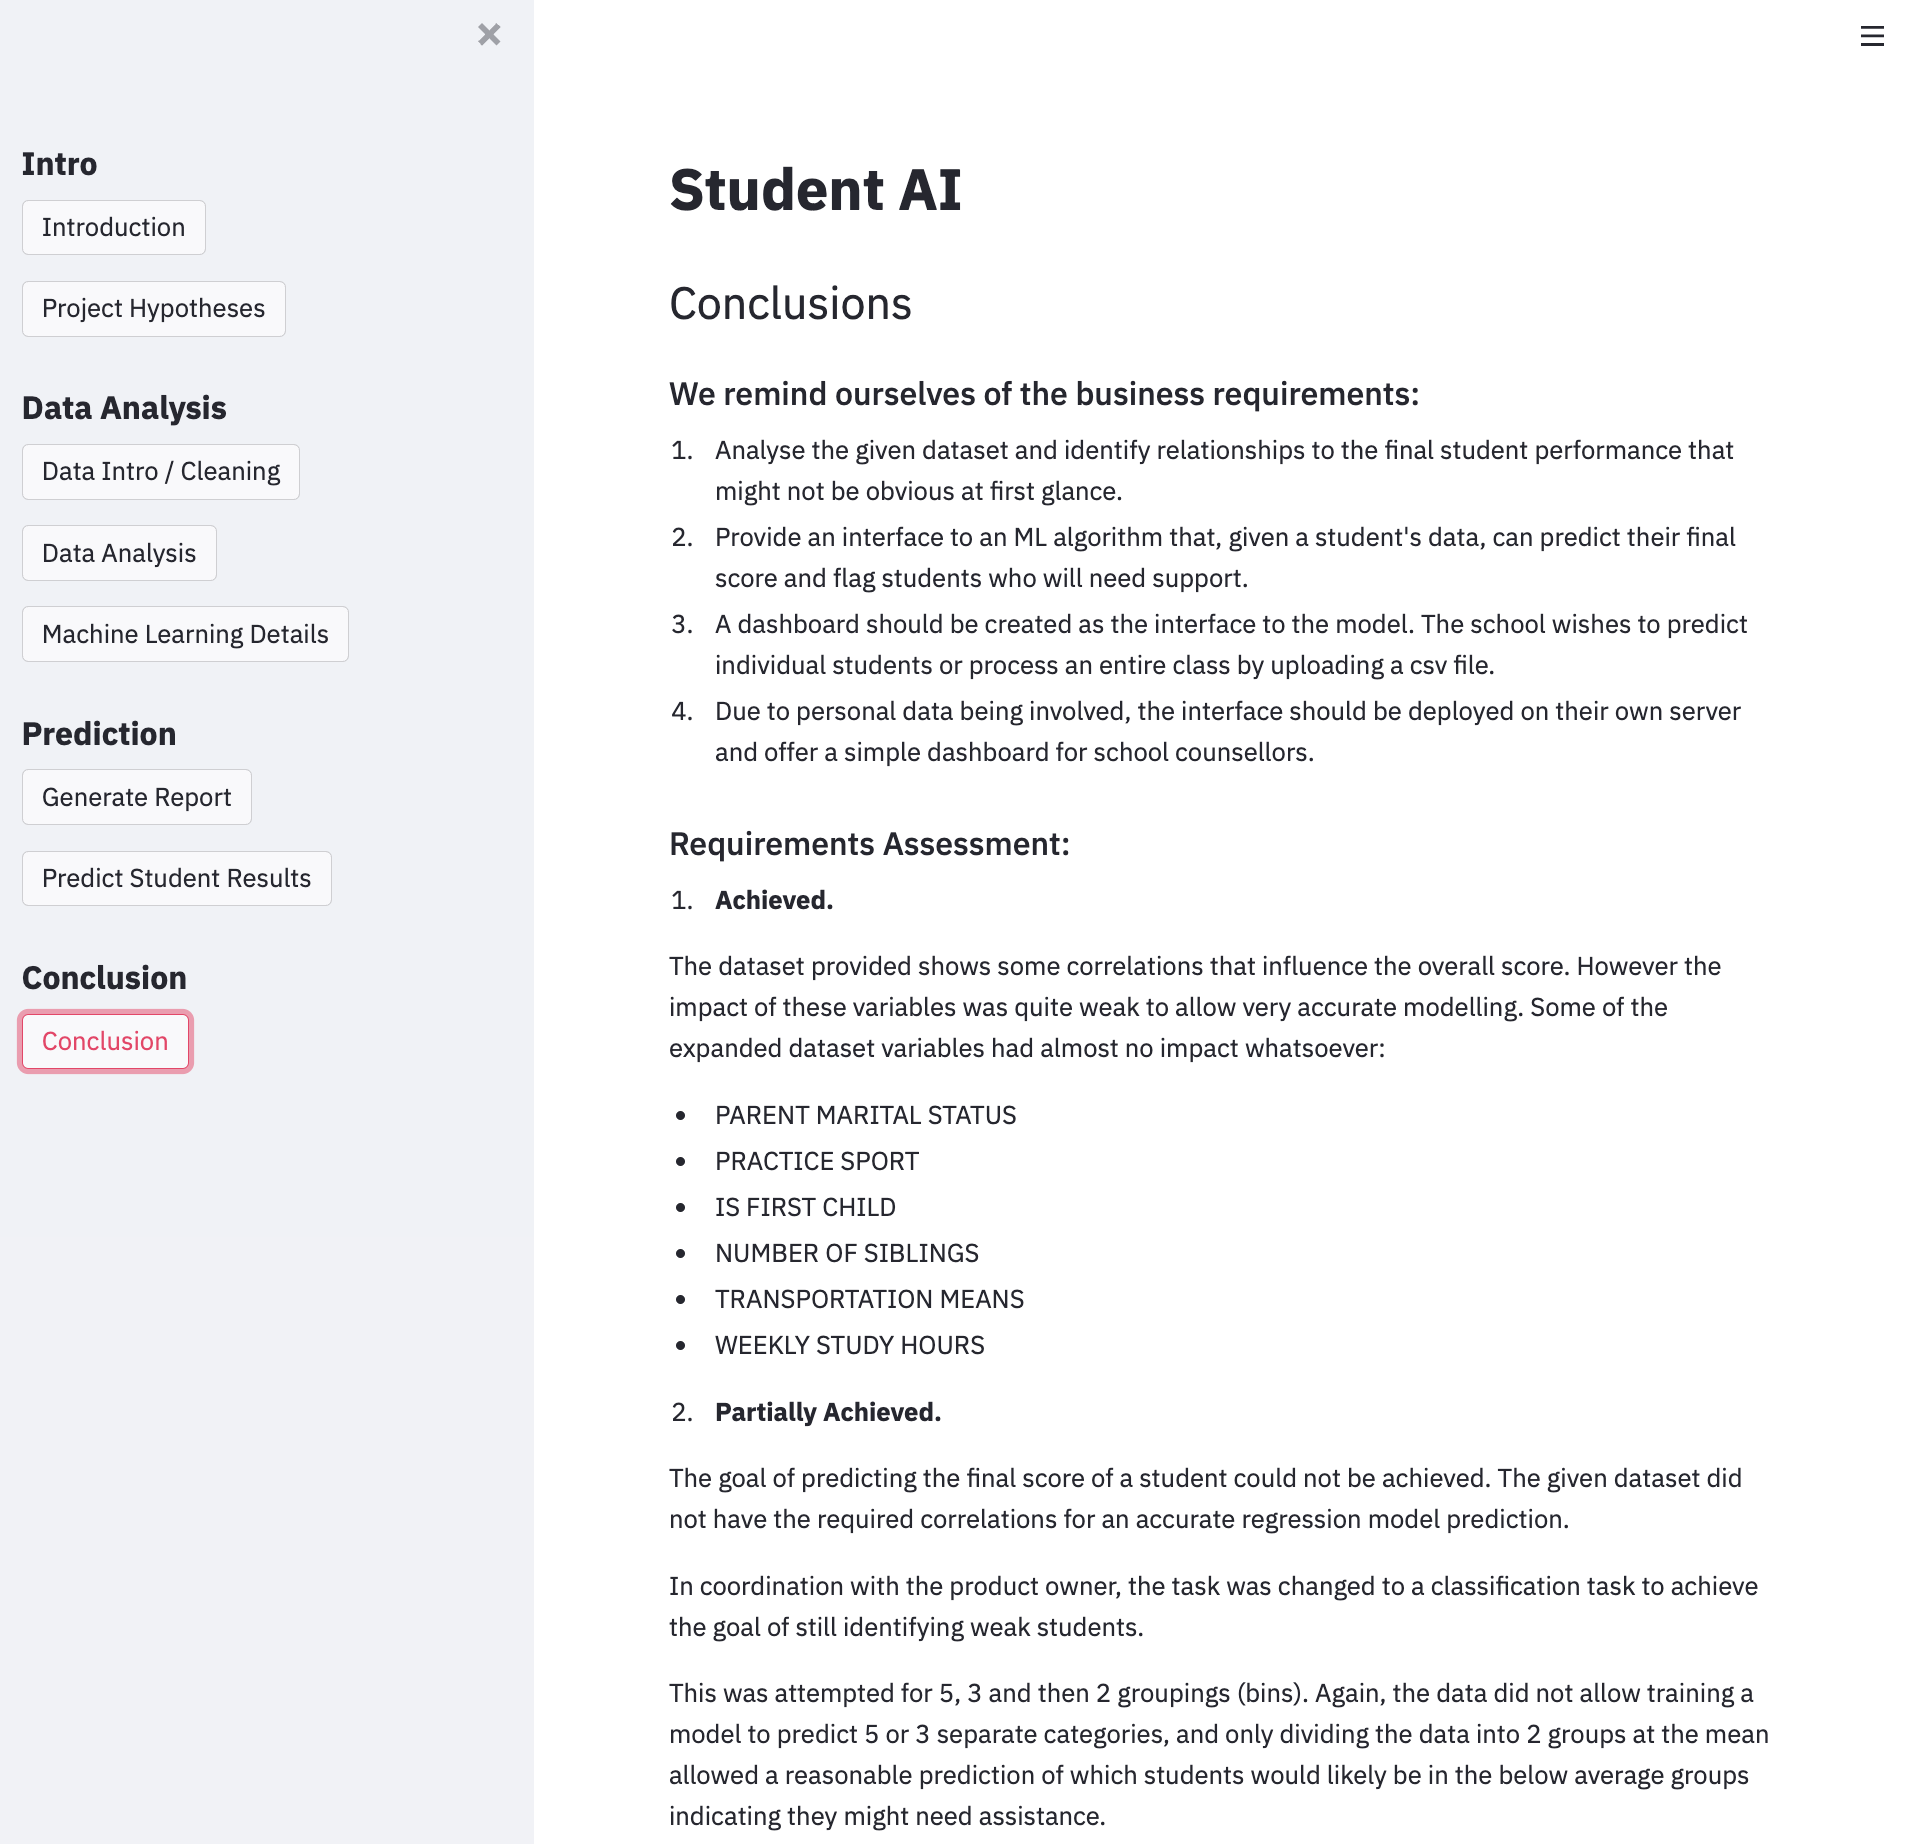 Intro
Introduction
Project Hypotheses
Data Analysis
Data Intro / Cleaning
Data Analysis
Machine Learning Details
Prediction
Generate Report
Predict Student Results
Conclusion
Conclusion
Student AI
Conclusions
We remind ourselves of the business requirements:
1. Analyse the given dataset and identify relationships to the final student performance that
might not be obvious at first glance.
2. Provide an interface to an ML algorithm that, given a student's data, can predict their final
score and flag students who will need support.
3. A dashboard should be created as the interface to the model. The school wishes to predict
individual students or process an entire class by uploading a csv file.
4. Due to personal data being involved, the interface should be deployed on their own server
and offer a simple dashboard for school counsellors.
Requirements Assessment:
1. Achieved.
The dataset provided shows some correlations that influence the overall score. However the
impact of these variables was quite weak to allow very accurate modelling. Some of the
expanded dataset variables had almost no impact whatsoever:
• PARENT MARITAL STATUS
• PRACTICE SPORT
• IS FIRST CHILD
• NUMBER OF SIBLINGS
• TRANSPORTATION MEANS
• WEEKLY STUDY HOURS
2. Partially Achieved.
The goal of predicting the final score of a student could not be achieved. The given dataset did
not have the required correlations for an accurate regression model prediction.
In coordination with the product owner, the task was changed to a classification task to achieve
the goal of still identifying weak students.
This was attempted for 5, 3 and then 2 groupings (bins). Again, the data did not allow training a
model to predict 5 or 3 separate categories, and only dividing the data into 2 groups at the mean
allowed a reasonable prediction of which students would likely be in the below average groups
indicating they might need assistance.